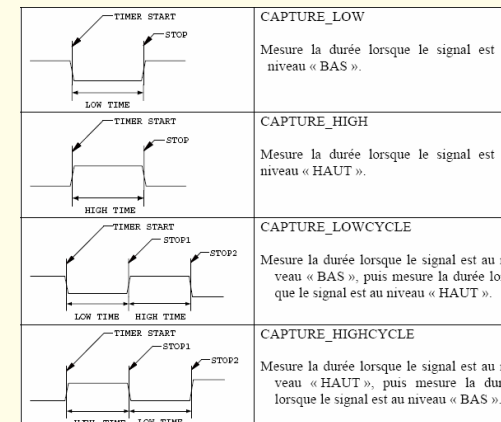 TIMER START
STOP
LOW TIME
CAPTURE_LOW
Mesure la durée lorsque le signal est
niveau « BAS ».
TIMER START
STOP
HIGH TIME
CAPTURE_HIGH
Mesure la durée lorsque le signal est
niveau « HAUT ».
TIMER START
STOP1
STOP2
LOW TIME HIGH TIME
CAPTURE_LOWCYCLE
Mesure la durée lorsque le signal est au
veau « BAS », puis mesure la durée
que le signal est au niveau « HAUT ».
TIMER START
STOP1
STOP2
TIME LOW TIME
CAPTURE_HIGHCYCLE
Mesure la durée lorsque le signal est au
veau « HAUT », puis mesure la
lorsque le signal est au niveau « BAS ».